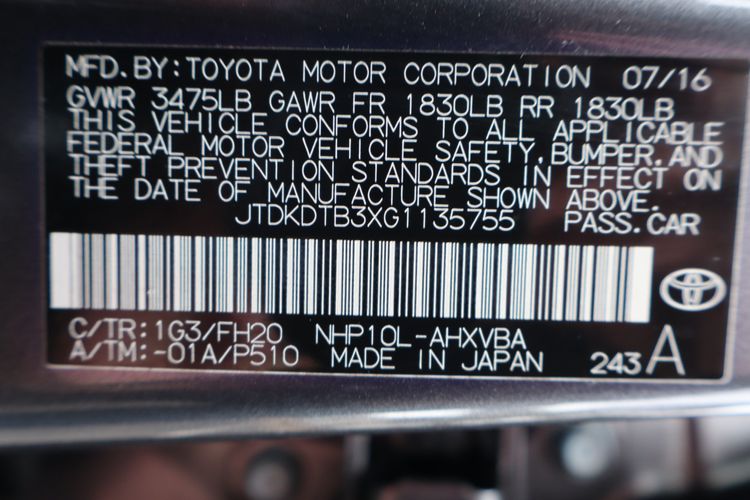 MFD.BY:TOYOTA MOTOR CORPORATION 07/16
GVWR 3475LB GAWR FR 1830LB RR 1830LB
THIS VEHICLE CONFORMS TO ALL APPLICABLE
FEDERAL MOTOR VEHICLE SAFETY,BUMPER,AND
THEFT PREVENTION STANDARDS IN EFFECT ON
THE DATE OF MANUFACTURE SHOWN ABOVE.
JTDKDTB3XG1135755 PASS.CAR
C/TR:1G3/FH20 NHP10L-AHXVBA
A/TM:-01A/P510 MADE IN JAPAN 243A